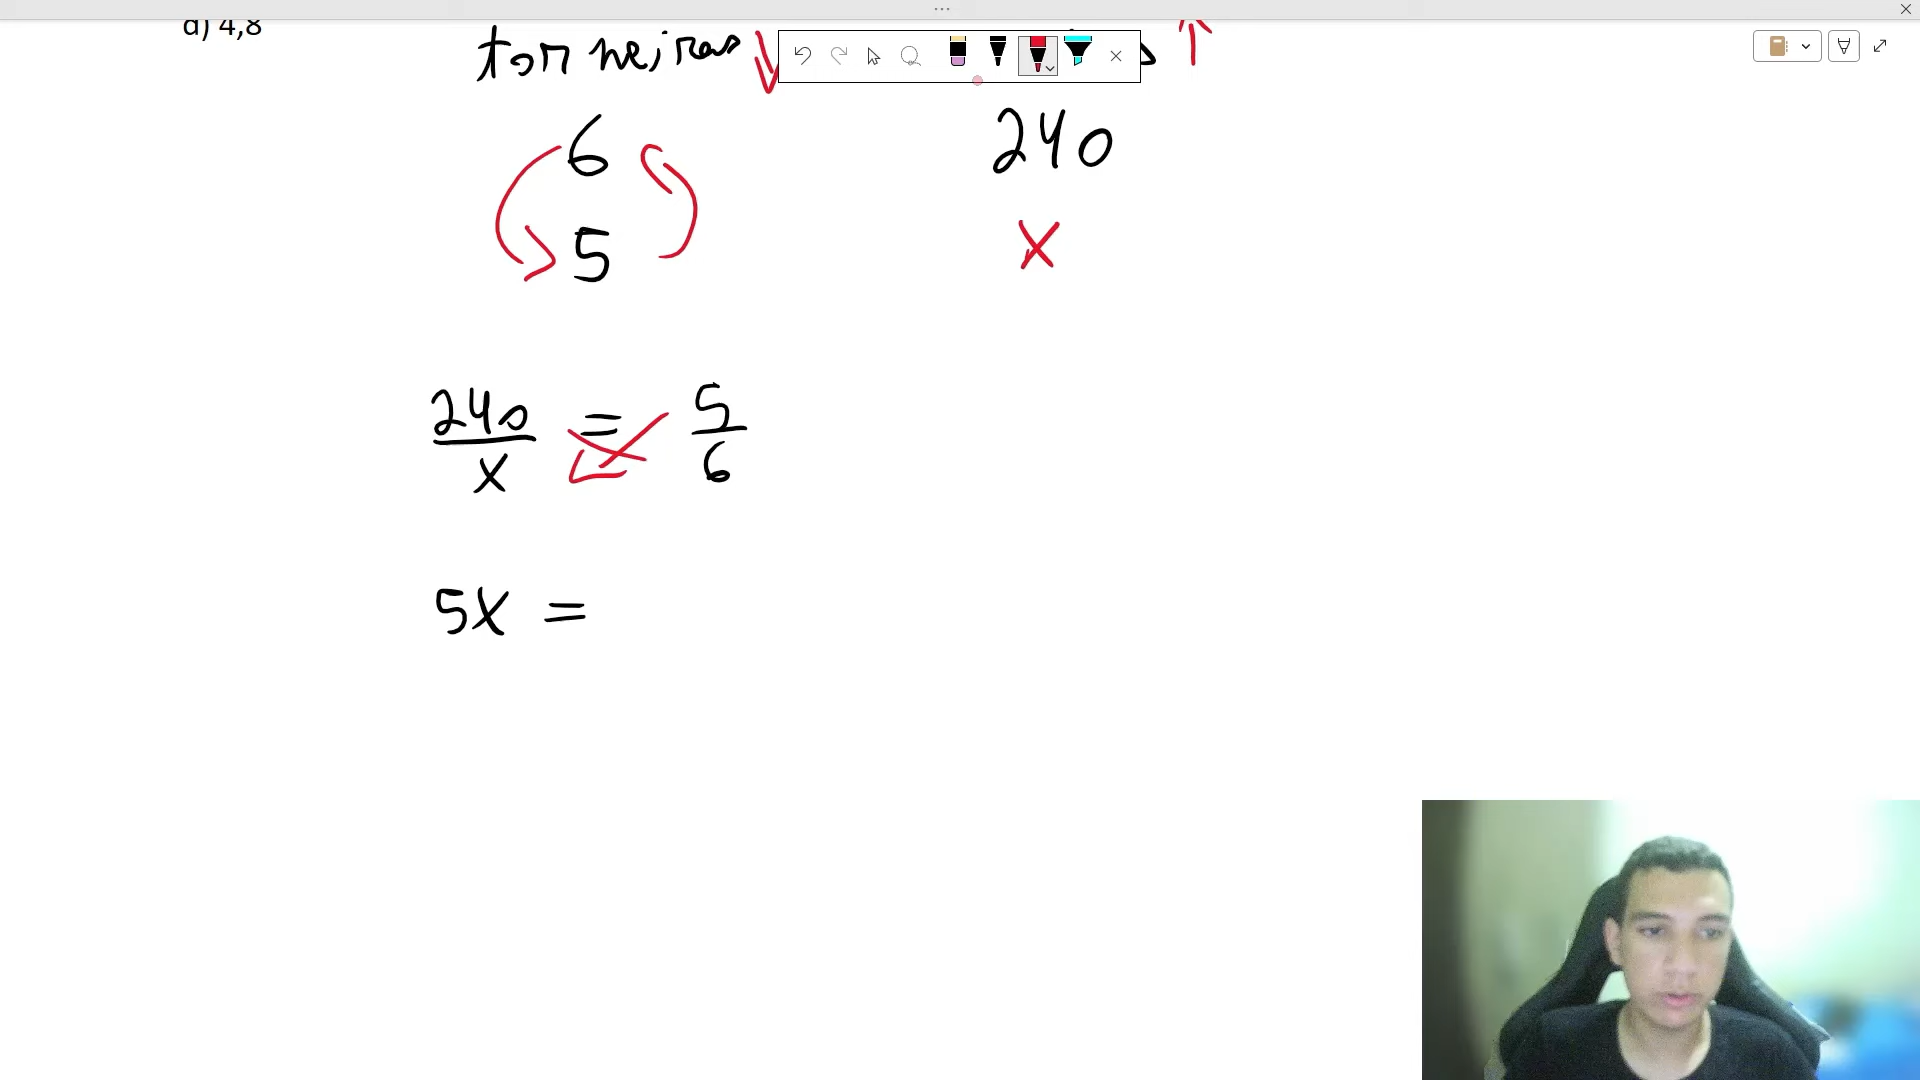 d) 4,8
torneiras
6 240
5 X
240/x = 5/6
5X =